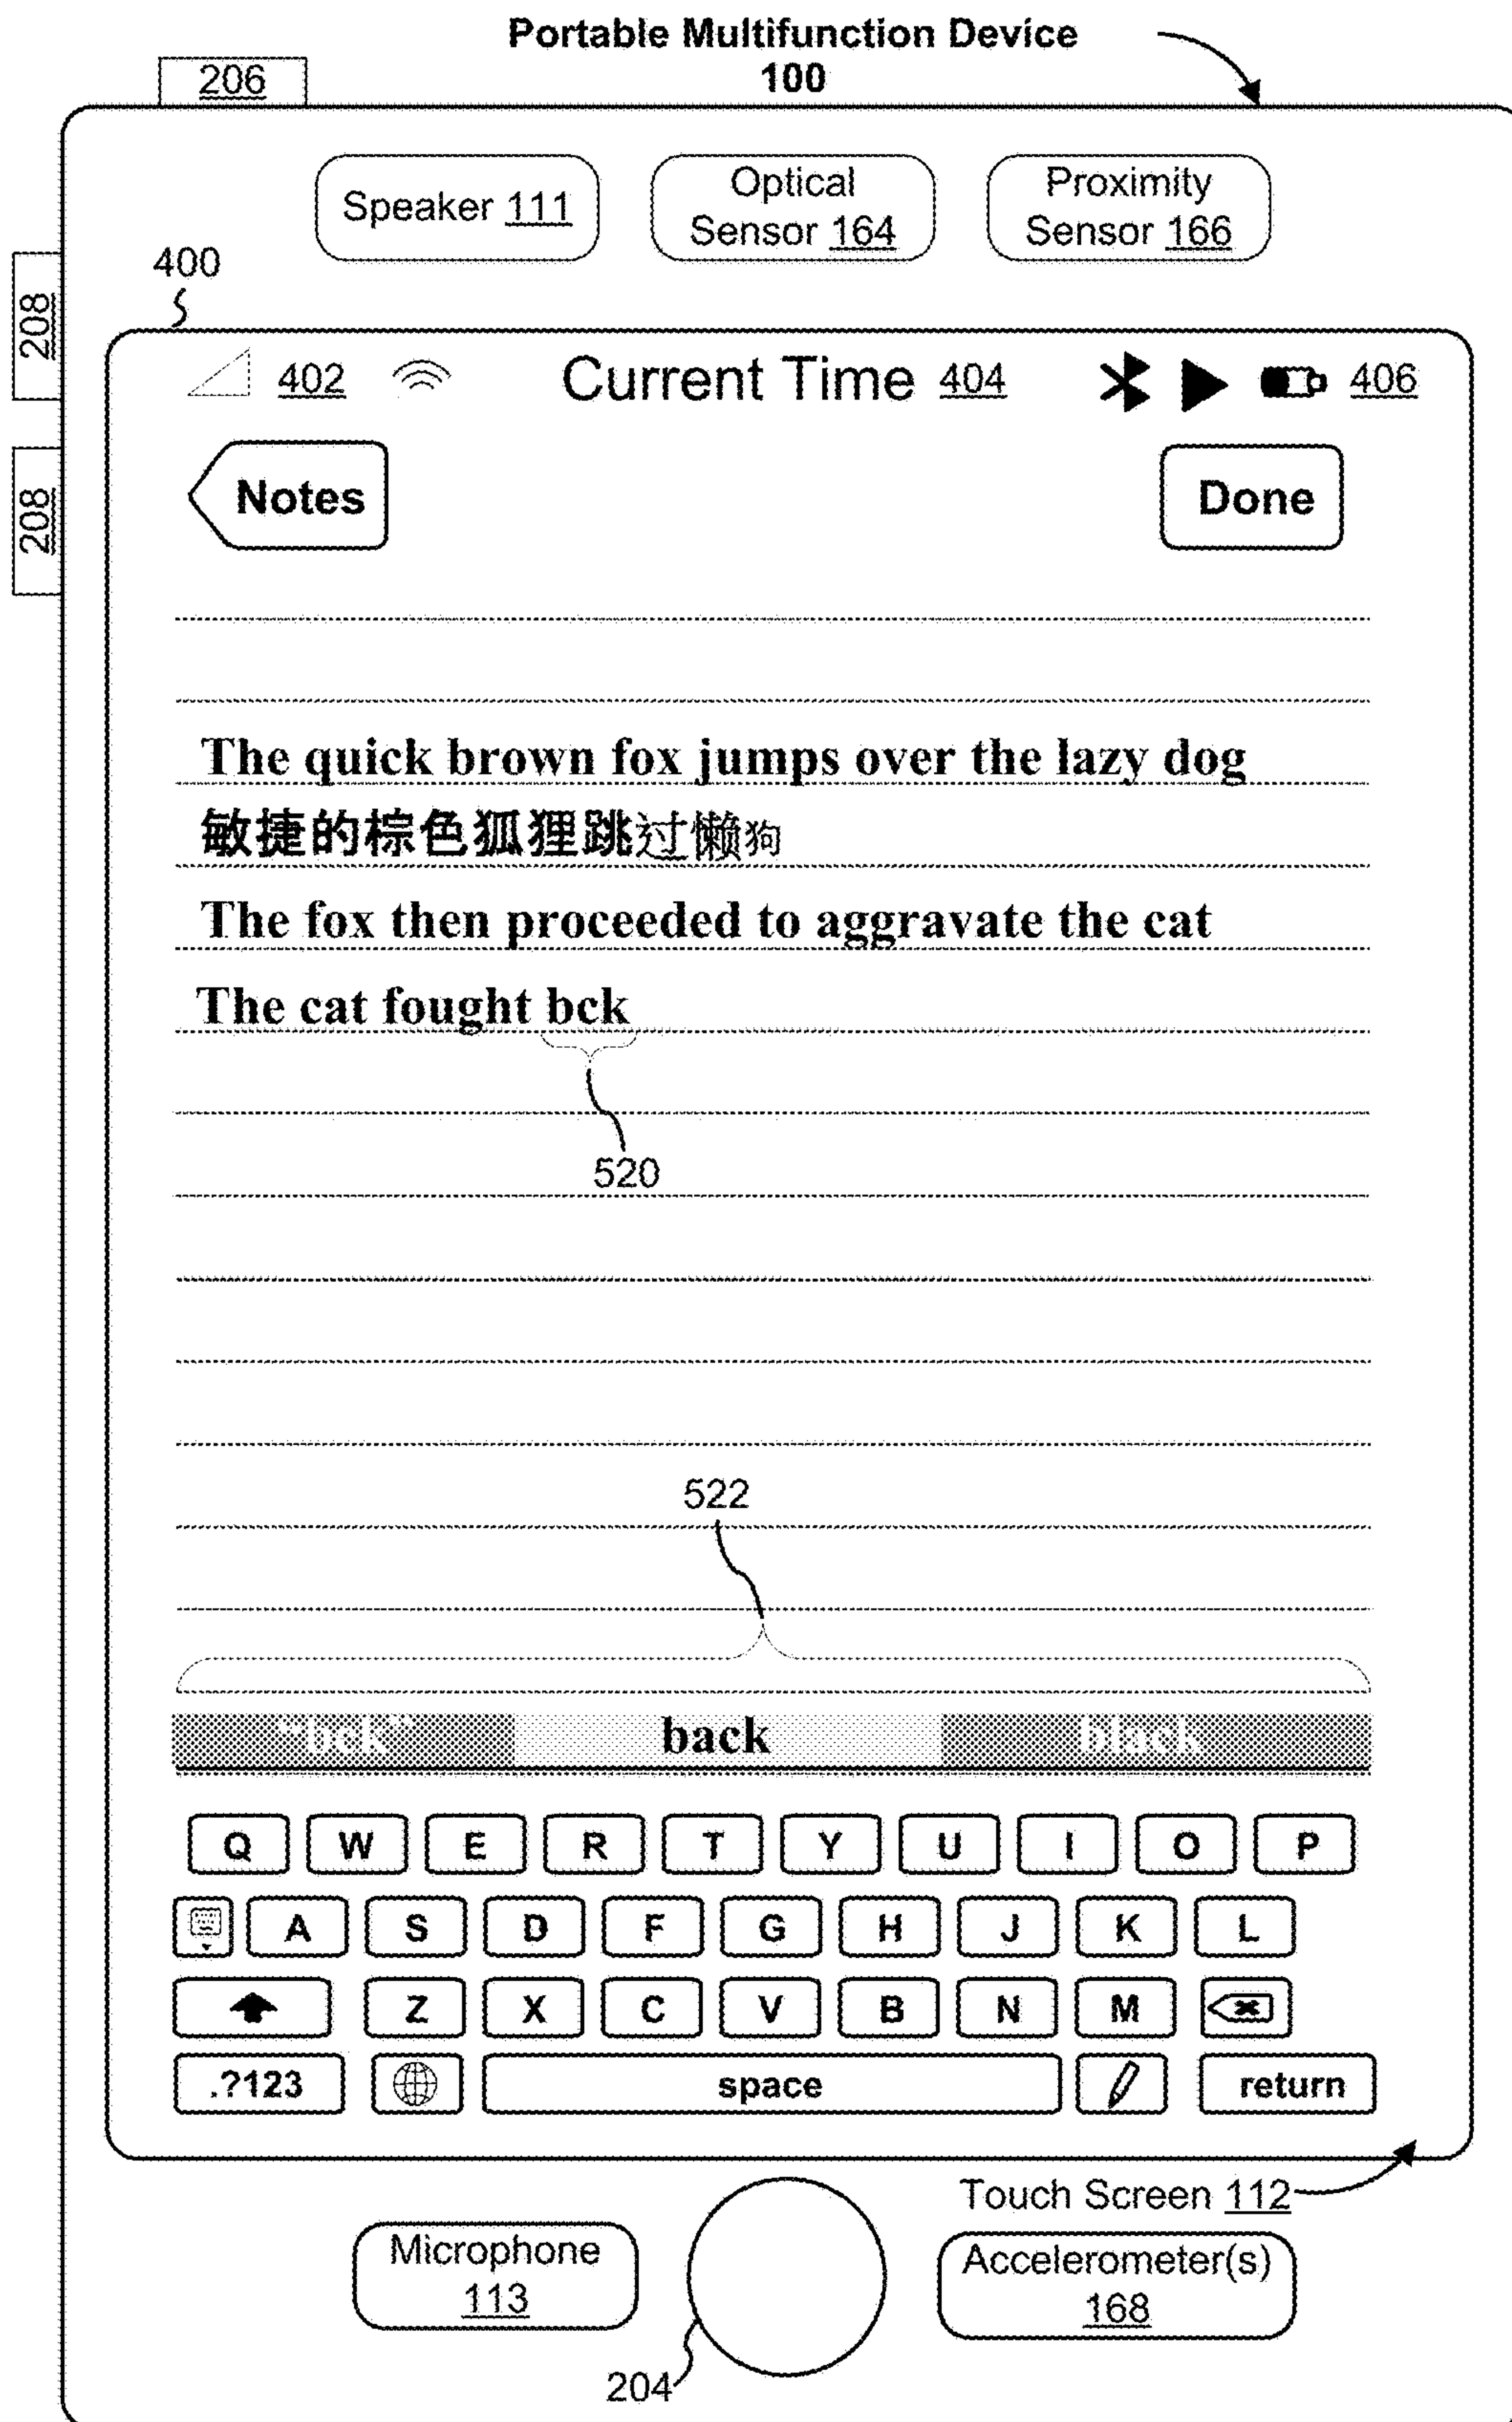 Portable Multifunction Device
100
206
Speaker 111
Optical
Sensor 164
Proximity
Sensor 166
208
208
400
402
Current Time 404
406
Notes
Done
The quick brown fox jumps over the lazy dog
敏捷的棕色狐狸跳过懒狗
The fox then proceeded to aggravate the cat
The cat fought bck
520
522
“bck” back black
Q W E R T Y U I O P
A S D F G H J K L
Z X C V B N M
.?123 space return
Touch Screen 112
Microphone
113
Accelerometer(s)
168
204